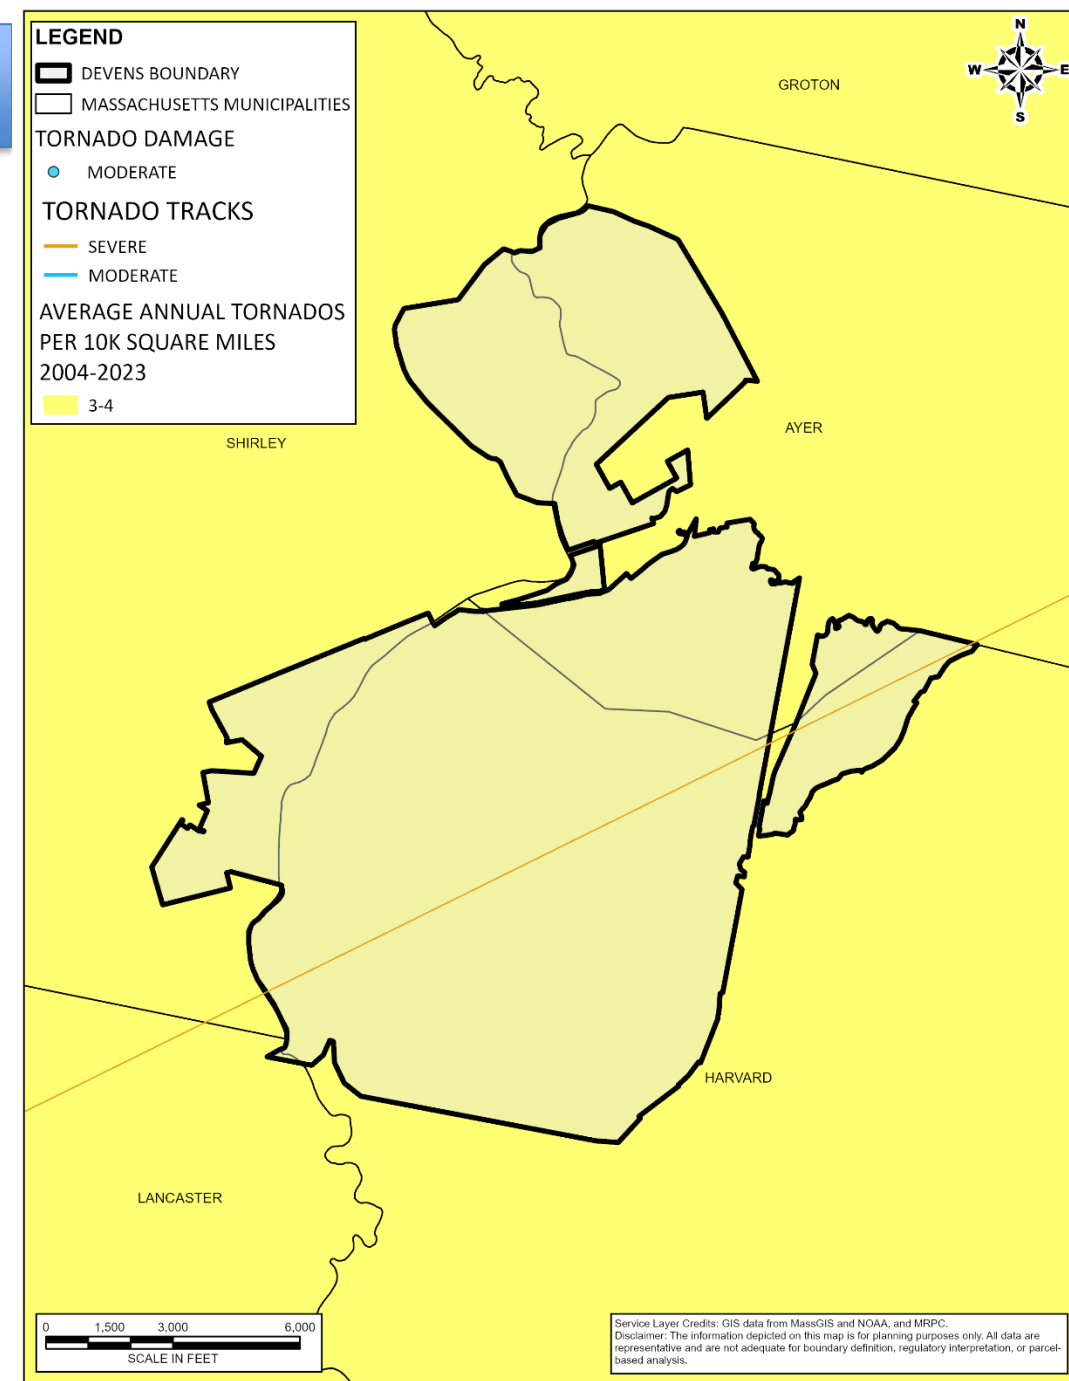 LEGEND
DEVENS BOUNDARY
MASSACHUSETTS MUNICIPALITIES
TORNADO DAMAGE
MODERATE
TORNADO TRACKS
SEVERE
MODERATE
AVERAGE ANNUAL TORNADOS
PER 10K SQUARE MILES
2004-2023
3-4
N
W
E
S
GROTON
AYER
SHIRLEY
HARVARD
LANCASTER
0 1,500 3,000 6,000
SCALE IN FEET
Service Layer Credits: GIS data from MassGIS and NOAA, and MRPC.
Disclaimer: The information depicted on this map is for planning purposes only. All data are
representative and are not adequate for boundary definition, regulatory interpretation, or parcel-
based analysis.